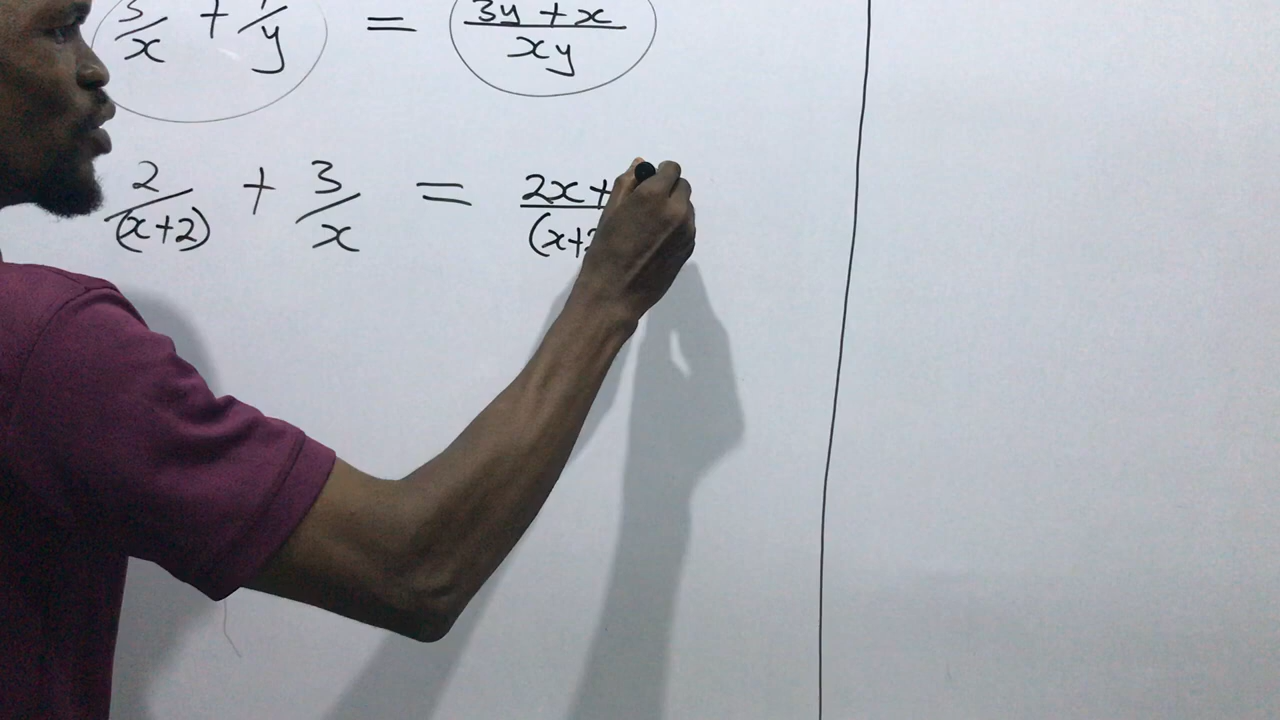 3/x + 1/y = (3y + x)/(xy)
2/(x+2) + 3/x = 2x+ / (x+2